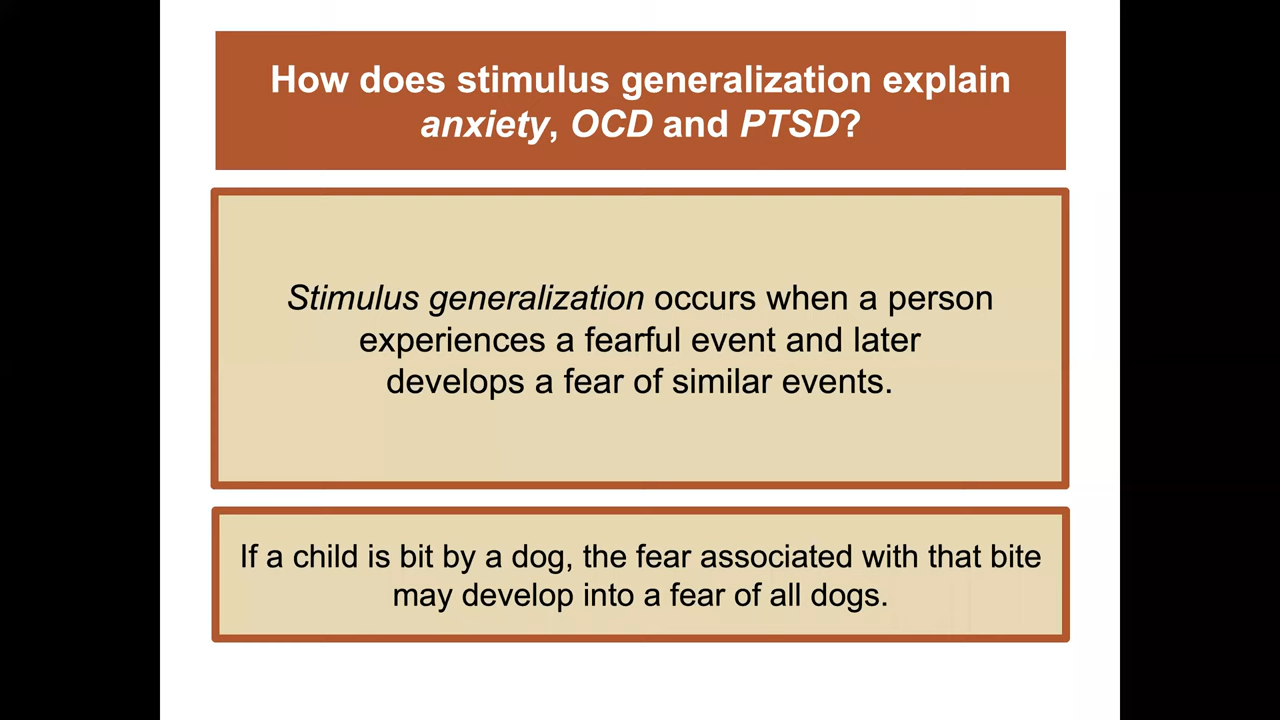 How does stimulus generalization explain
anxiety, OCD and PTSD?
Stimulus generalization occurs when a person
experiences a fearful event and later
develops a fear of similar events.
If a child is bit by a dog, the fear associated with that bite
may develop into a fear of all dogs.